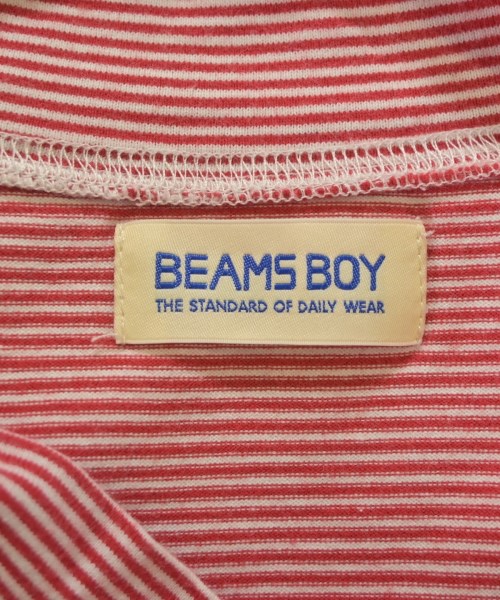 BEAMS BOY
THE STANDARD OF DAILY WEAR